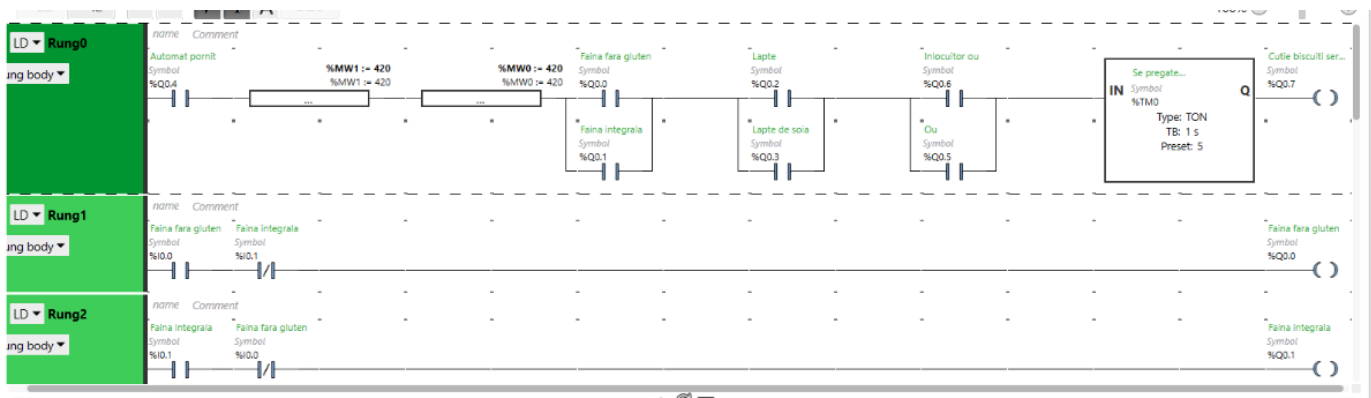 LD Rung0
ung body
name Comment
Automat pornit
Symbol
%Q0.4
%MW1 := 420
%MW1 := 420
...
%MW0 := 420
%MW0 := 420
...
Faina fara gluten
Symbol
%Q0.0
Faina integrala
Symbol
%Q0.1
Lapte
Symbol
%Q0.2
Lapte de soia
Symbol
%Q0.3
Inlocuitor ou
Symbol
%Q0.6
Ou
Symbol
%Q0.5
Se pregate...
IN Symbol Q
%TM0
Type: TON
TB: 1 s
Preset: 5
Cutie biscuiti ser...
Symbol
%Q0.7
LD Rung1
ung body
name Comment
Faina fara gluten Faina integrala
Symbol Symbol
%I0.0 %I0.1
Faina fara gluten
Symbol
%Q0.0
LD Rung2
ung body
name Comment
Faina integrala Faina fara gluten
Symbol Symbol
%I0.1 %I0.0
Faina integrala
Symbol
%Q0.1